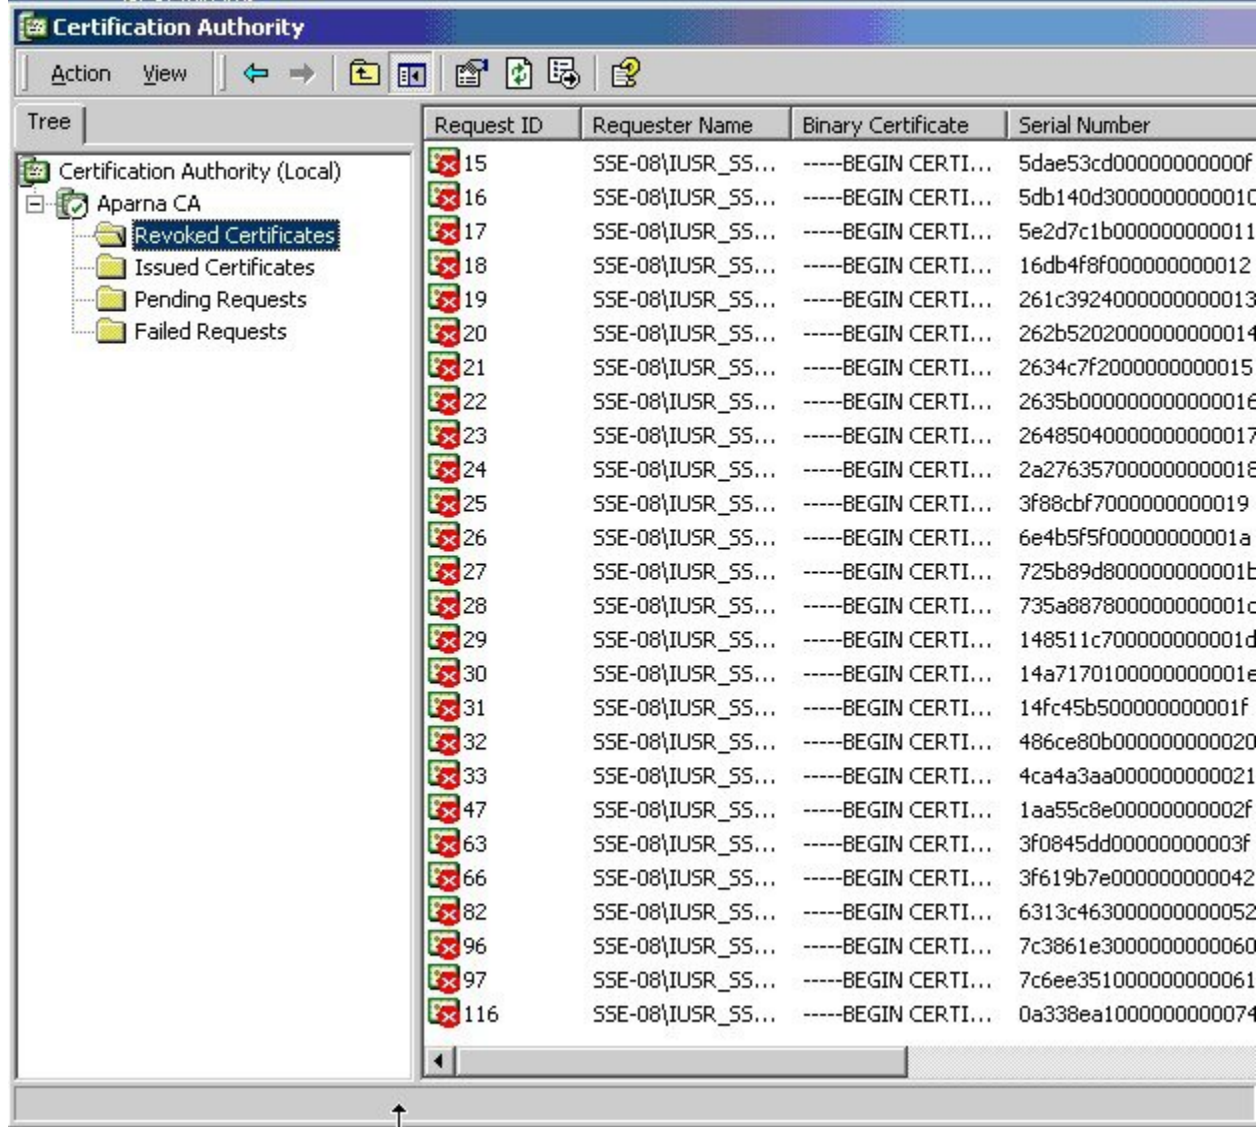 Certification Authority
Action View
Tree
Certification Authority (Local)
Aparna CA
Revoked Certificates
Issued Certificates
Pending Requests
Failed Requests
Request ID Requester Name Binary Certificate Serial Number
15 SSE-08\IUSR_SS... -----BEGIN CERTI... 5dae53cd00000000000f
16 SSE-08\IUSR_SS... -----BEGIN CERTI... 5db140d3000000000010
17 SSE-08\IUSR_SS... -----BEGIN CERTI... 5e2d7c1b000000000011
18 SSE-08\IUSR_SS... -----BEGIN CERTI... 16db4f8f000000000012
19 SSE-08\IUSR_SS... -----BEGIN CERTI... 261c3924000000000013
20 SSE-08\IUSR_SS... -----BEGIN CERTI... 262b5202000000000014
21 SSE-08\IUSR_SS... -----BEGIN CERTI... 2634c7f2000000000015
22 SSE-08\IUSR_SS... -----BEGIN CERTI... 2635b000000000000016
23 SSE-08\IUSR_SS... -----BEGIN CERTI... 26485040000000000017
24 SSE-08\IUSR_SS... -----BEGIN CERTI... 2a276357000000000018
25 SSE-08\IUSR_SS... -----BEGIN CERTI... 3f88cbf7000000000019
26 SSE-08\IUSR_SS... -----BEGIN CERTI... 6e4b5f5f00000000001a
27 SSE-08\IUSR_SS... -----BEGIN CERTI... 725b89d800000000001b
28 SSE-08\IUSR_SS... -----BEGIN CERTI... 735a887800000000001c
29 SSE-08\IUSR_SS... -----BEGIN CERTI... 148511c700000000001d
30 SSE-08\IUSR_SS... -----BEGIN CERTI... 14a7170100000000001e
31 SSE-08\IUSR_SS... -----BEGIN CERTI... 14fc45b500000000001f
32 SSE-08\IUSR_SS... -----BEGIN CERTI... 486ce80b000000000020
33 SSE-08\IUSR_SS... -----BEGIN CERTI... 4ca4a3aa000000000021
47 SSE-08\IUSR_SS... -----BEGIN CERTI... 1aa55c8e00000000002f
63 SSE-08\IUSR_SS... -----BEGIN CERTI... 3f0845dd00000000003f
66 SSE-08\IUSR_SS... -----BEGIN CERTI... 3f619b7e000000000042
82 SSE-08\IUSR_SS... -----BEGIN CERTI... 6313c463000000000052
96 SSE-08\IUSR_SS... -----BEGIN CERTI... 7c3861e3000000000060
97 SSE-08\IUSR_SS... -----BEGIN CERTI... 7c6ee351000000000061
116 SSE-08\IUSR_SS... -----BEGIN CERTI... 0a338ea1000000000074